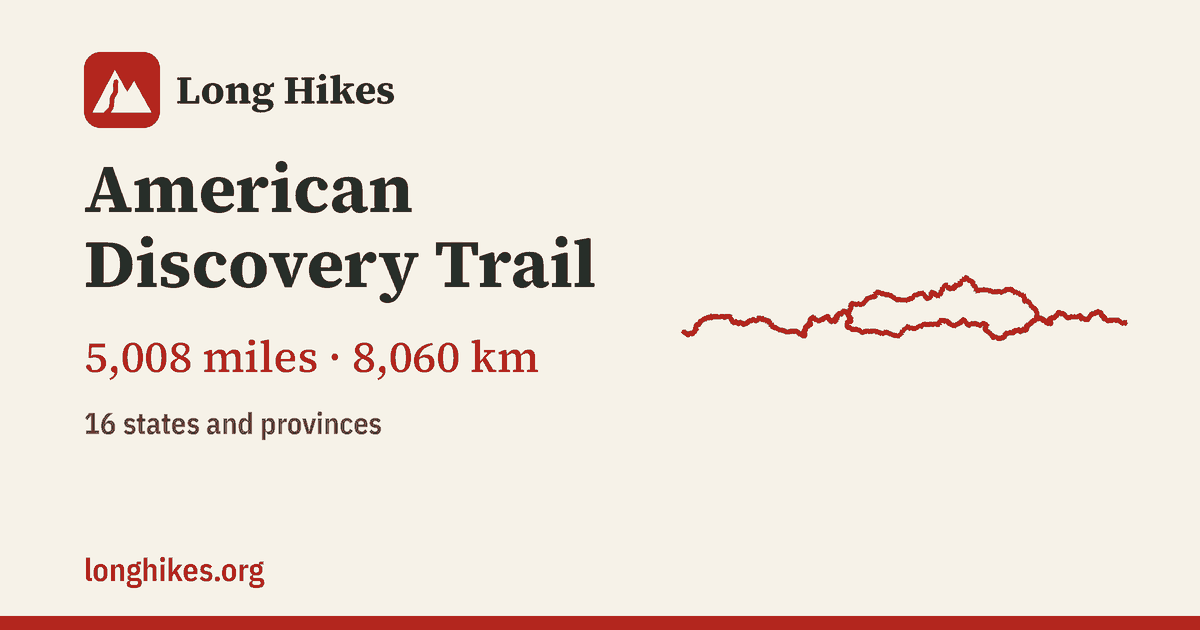 Long Hikes
American
Discovery Trail
5,008 miles · 8,060 km
16 states and provinces
longhikes.org